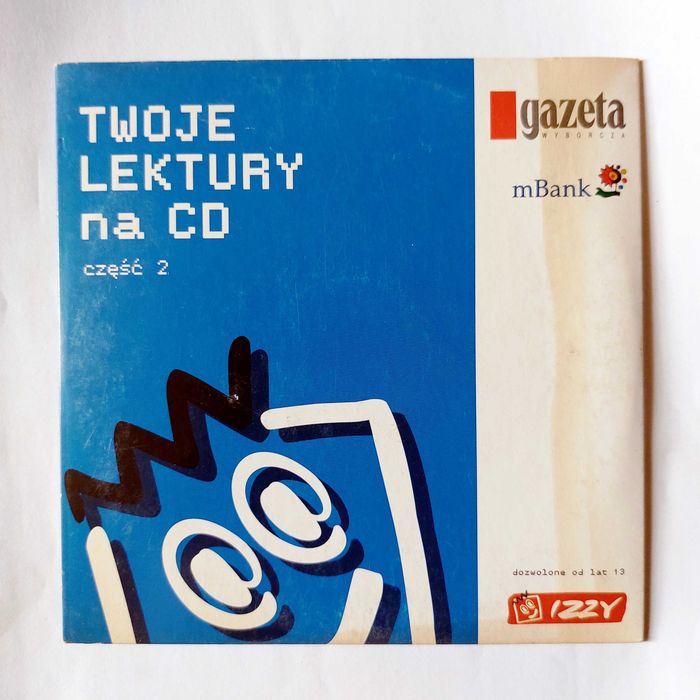 TWOJE
LEKTURY
na CD
część 2
gazeta
WYBORCZA
mBank
dozwolone od lat 13
IZZY